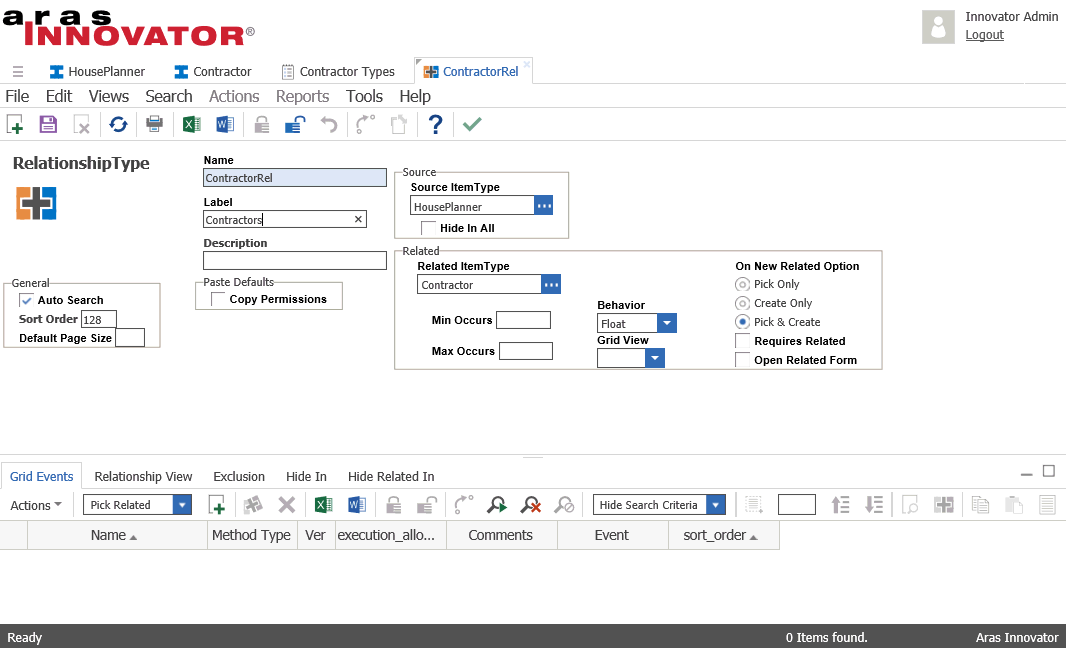 aras
INNOVATOR®
Innovator Admin
Logout
HousePlanner
Contractor
Contractor Types
ContractorRel
File Edit Views Search Actions Reports Tools Help
RelationshipType
Name
ContractorRel
Label
Contractors
Description
Paste Defaults
Copy Permissions
General
Auto Search
Sort Order 128
Default Page Size
Source
Source ItemType
HousePlanner
Hide In All
Related
Related ItemType
Contractor
Min Occurs
Max Occurs
Behavior
Float
Grid View
On New Related Option
Pick Only
Create Only
Pick & Create
Requires Related
Open Related Form
Grid Events Relationship View Exclusion Hide In Hide Related In
Actions Pick Related Hide Search Criteria
Name Method Type Ver execution_allo... Comments Event sort_order
Ready 0 Items found. Aras Innovator